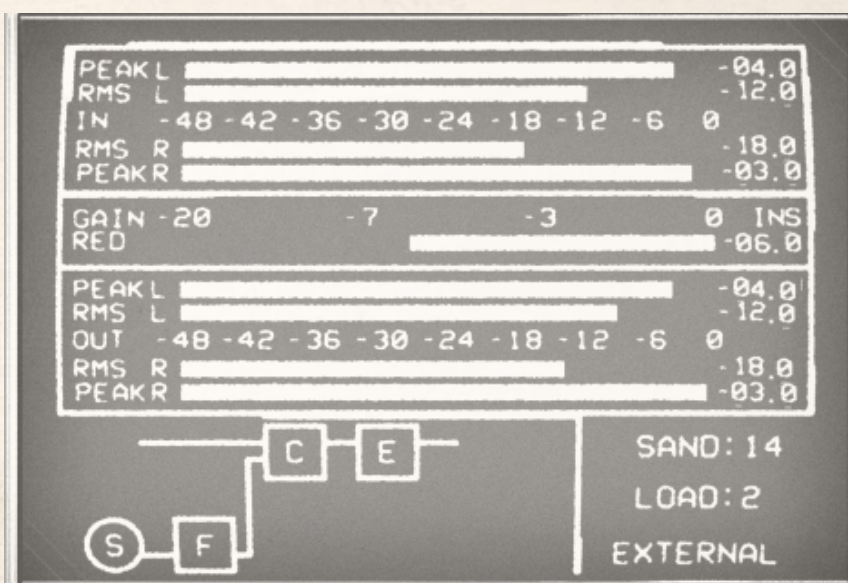 PEAK L -04.0
RMS L -12.0
IN -48 -42 -36 -30 -24 -18 -12 -6 0
RMS R -18.0
PEAK R -03.0
GAIN -20 -7 -3 0 INS
RED -06.0
PEAK L -04.0
RMS L -12.0
OUT -48 -42 -36 -30 -24 -18 -12 -6 0
RMS R -18.0
PEAK R -03.0
C E
SAND: 14
LOAD: 2
S F
EXTERNAL